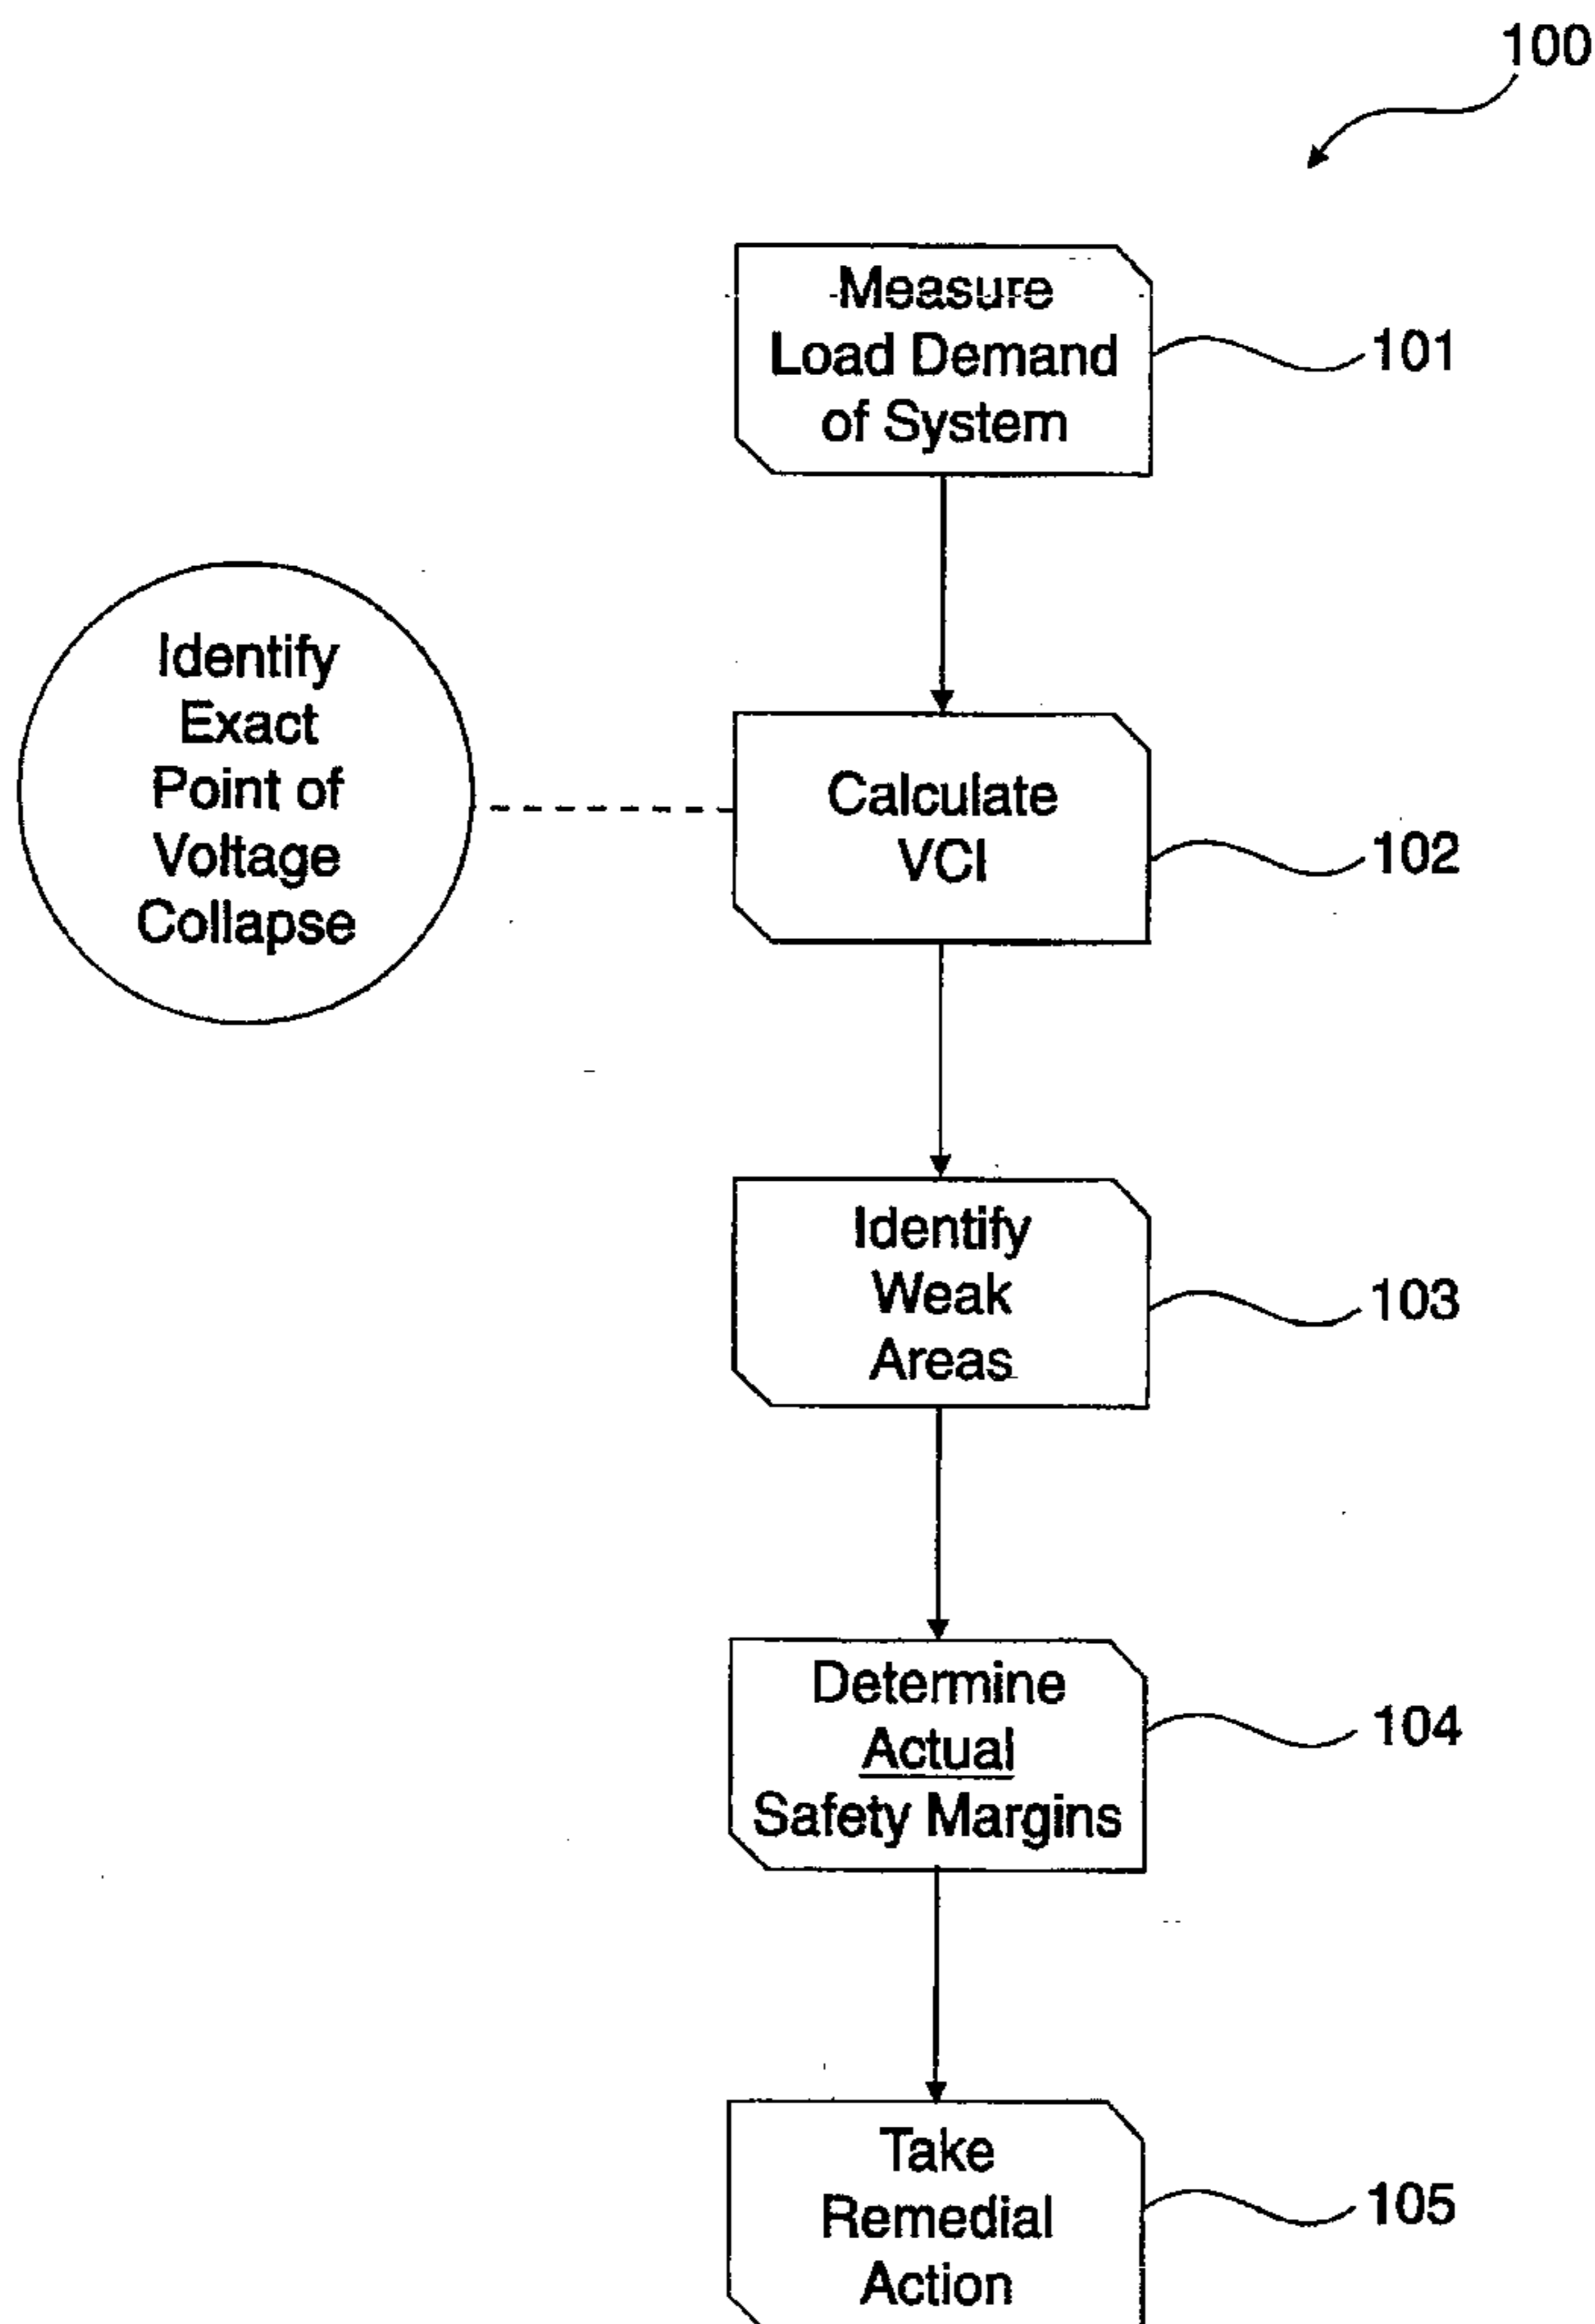 100
Measure
Load Demand
of System
101
Identify
Exact
Point of
Voltage
Collapse
Calculate
VCI
102
Identify
Weak
Areas
103
Determine
Actual
Safety Margins
104
Take
Remedial
Action
105